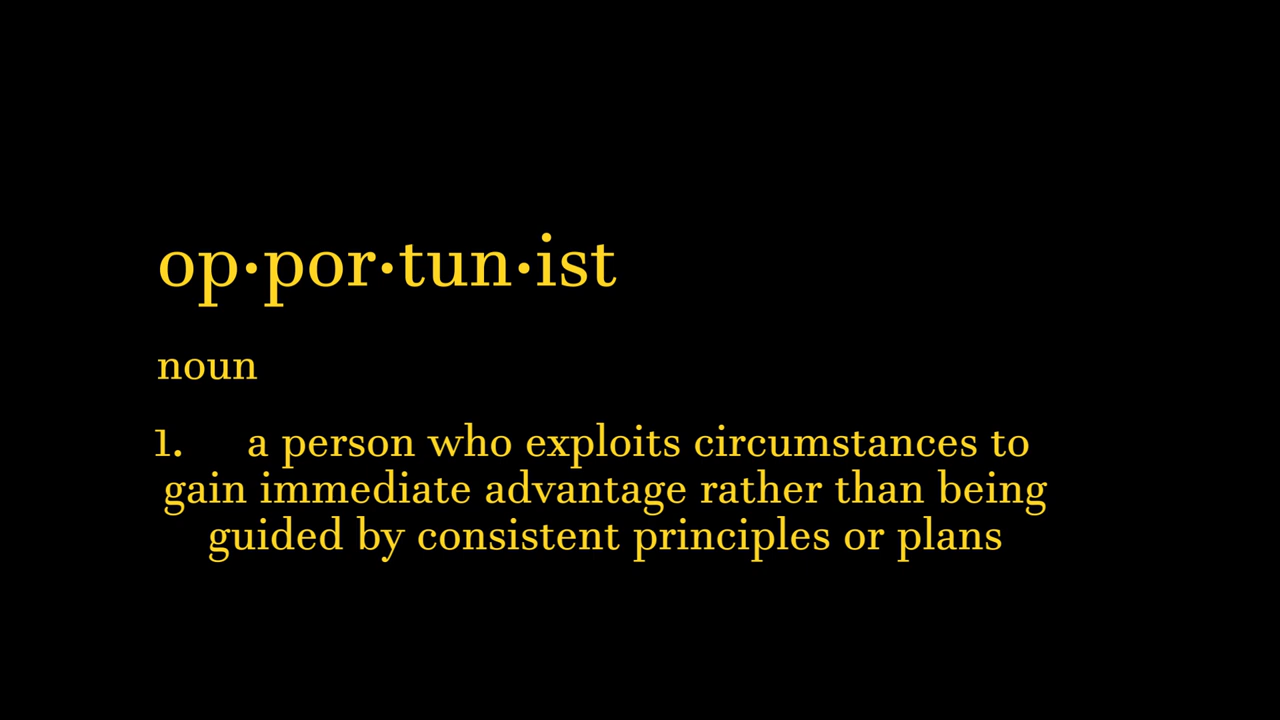 op·por·tun·ist
noun
1. a person who exploits circumstances to
gain immediate advantage rather than being
guided by consistent principles or plans